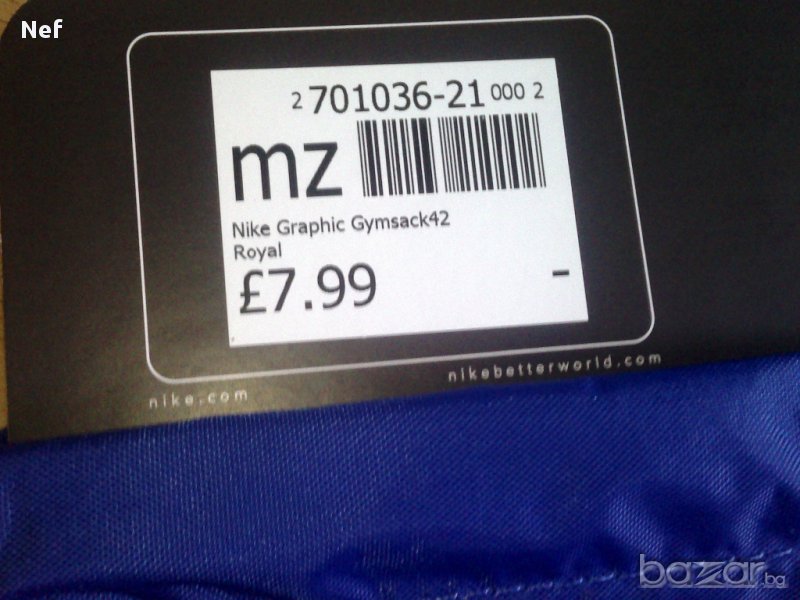 Nef
2 701036-21 000 2
mz
Nike Graphic Gymsack42
Royal
£7.99 -
nike.com
nikebetterworld.com
bazar.bg